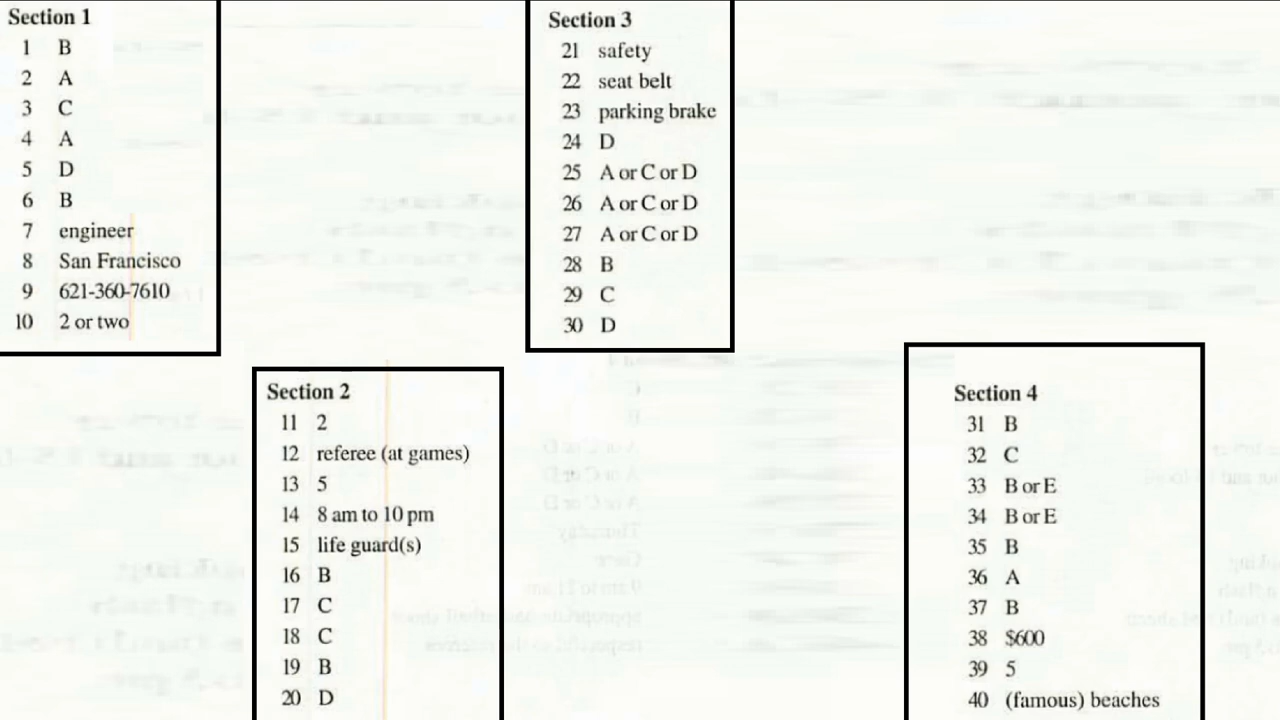 Section 1
1 B
2 A
3 C
4 A
5 D
6 B
7 engineer
8 San Francisco
9 621-360-7610
10 2 or two
Section 2
11 2
12 referee (at games)
13 5
14 8 am to 10 pm
15 life guard(s)
16 B
17 C
18 C
19 B
20 D
Section 3
21 safety
22 seat belt
23 parking brake
24 D
25 A or C or D
26 A or C or D
27 A or C or D
28 B
29 C
30 D
Section 4
31 B
32 C
33 B or E
34 B or E
35 B
36 A
37 B
38 $600
39 5
40 (famous) beaches